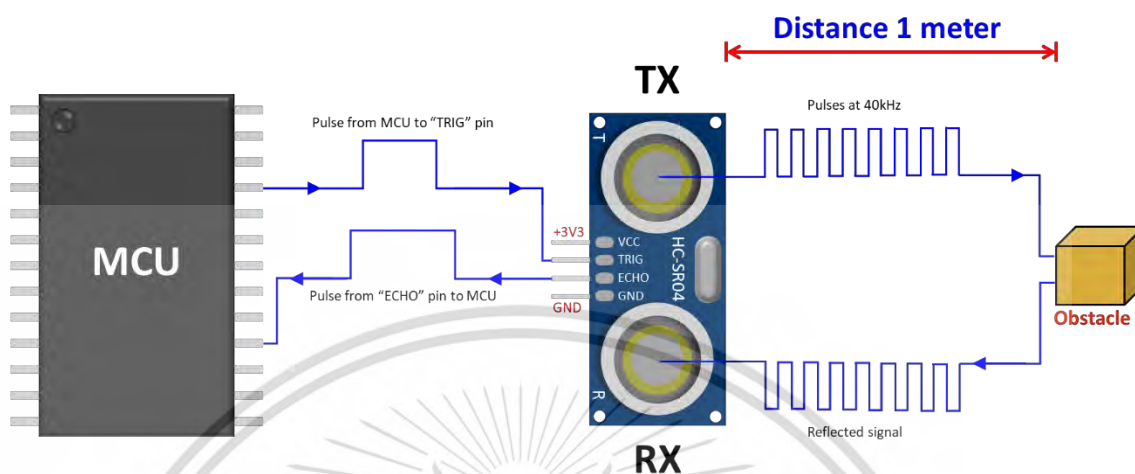 Distance 1 meter
TX
Pulses at 40kHz
Pulse from MCU to "TRIG" pin
T
MCU
+3V3
VCC
TRIG
ECHO
GND
HC-SR04
Pulse from "ECHO" pin to MCU
GND
Obstacle
R
Reflected signal
RX